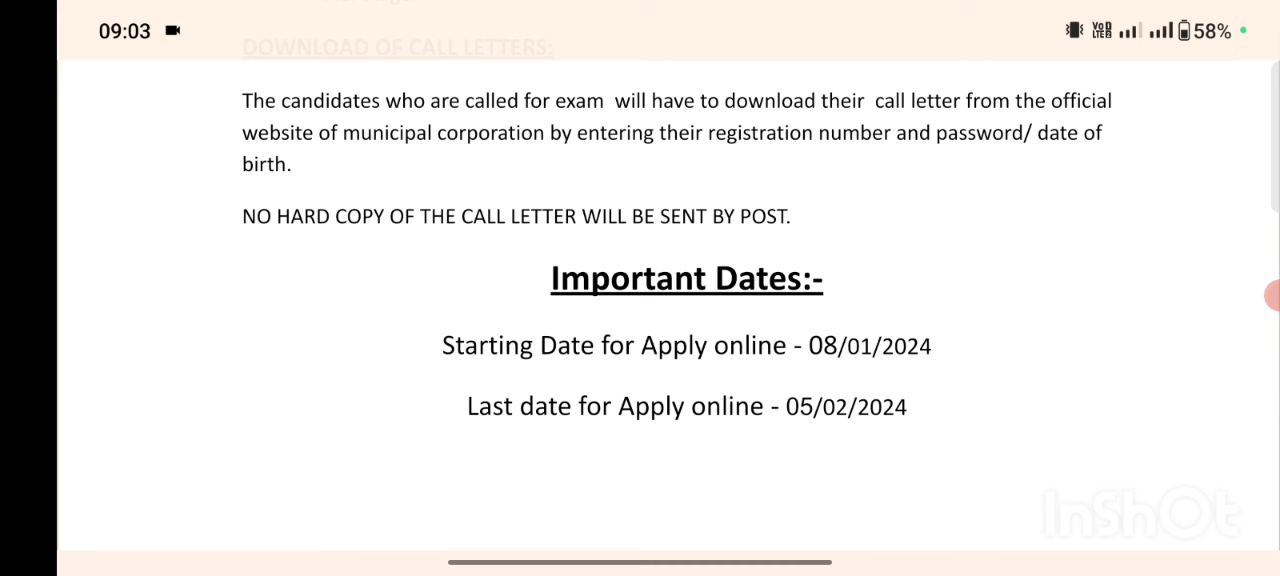 09:03
VoD LTE2 58%
DOWNLOAD OF CALL LETTERS:
The candidates who are called for exam will have to download their call letter from the official
website of municipal corporation by entering their registration number and password/ date of
birth.
NO HARD COPY OF THE CALL LETTER WILL BE SENT BY POST.
Important Dates:-
Starting Date for Apply online - 08/01/2024
Last date for Apply online - 05/02/2024
InShOt